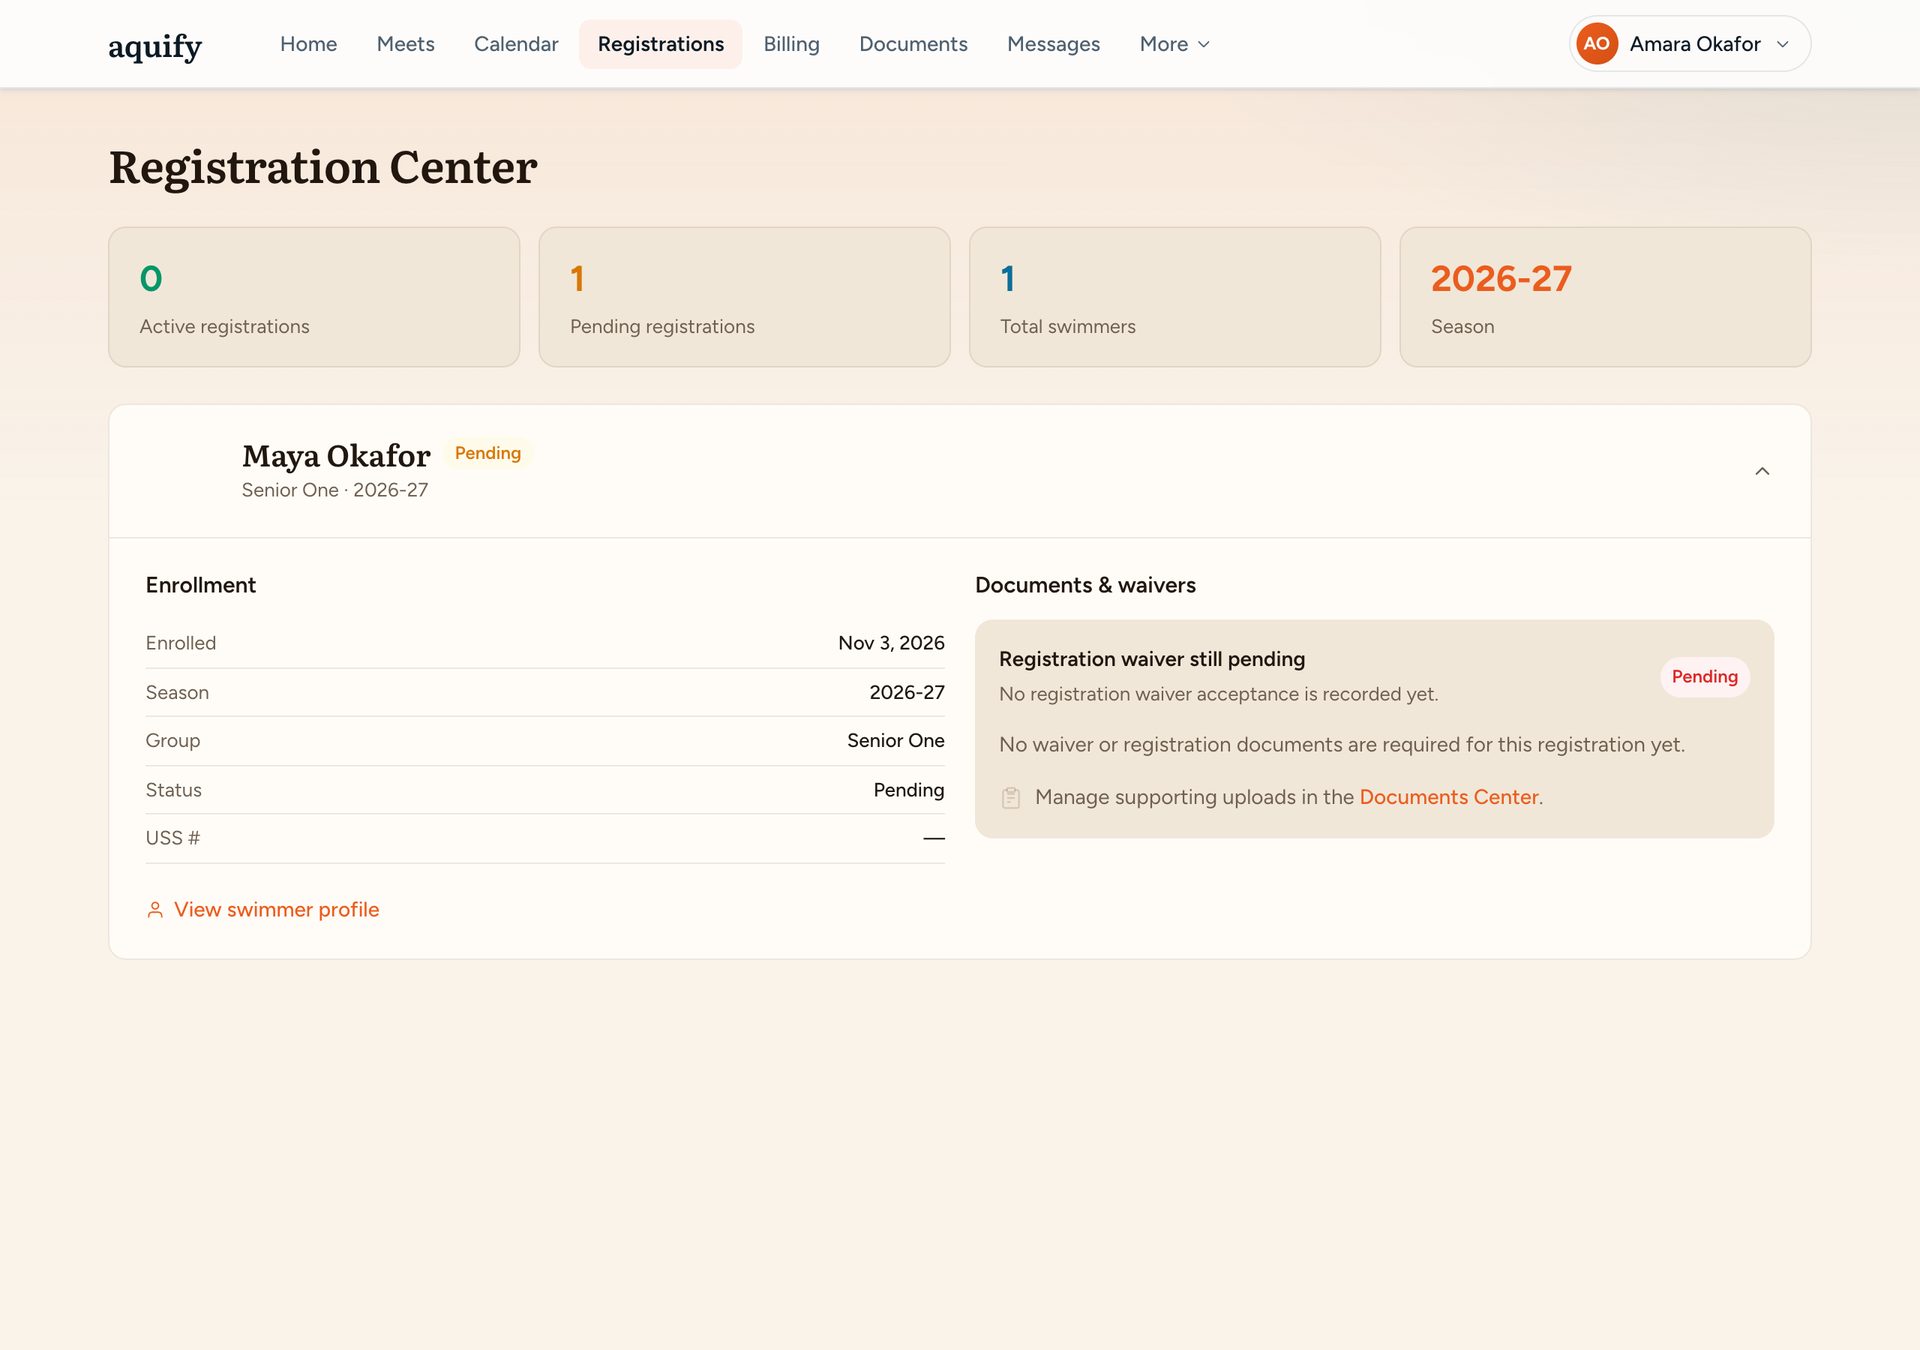 aquify
Home
Meets
Calendar
Registrations
Billing
Documents
Messages
More
AO
Amara Okafor
Registration Center
0
Active registrations
1
Pending registrations
1
Total swimmers
2026-27
Season
Maya Okafor
Pending
Senior One · 2026-27
Enrollment
Enrolled
Nov 3, 2026
Season
2026-27
Group
Senior One
Status
Pending
USS #
—
View swimmer profile
Documents & waivers
Registration waiver still pending
No registration waiver acceptance is recorded yet.
Pending
No waiver or registration documents are required for this registration yet.
Manage supporting uploads in the Documents Center.